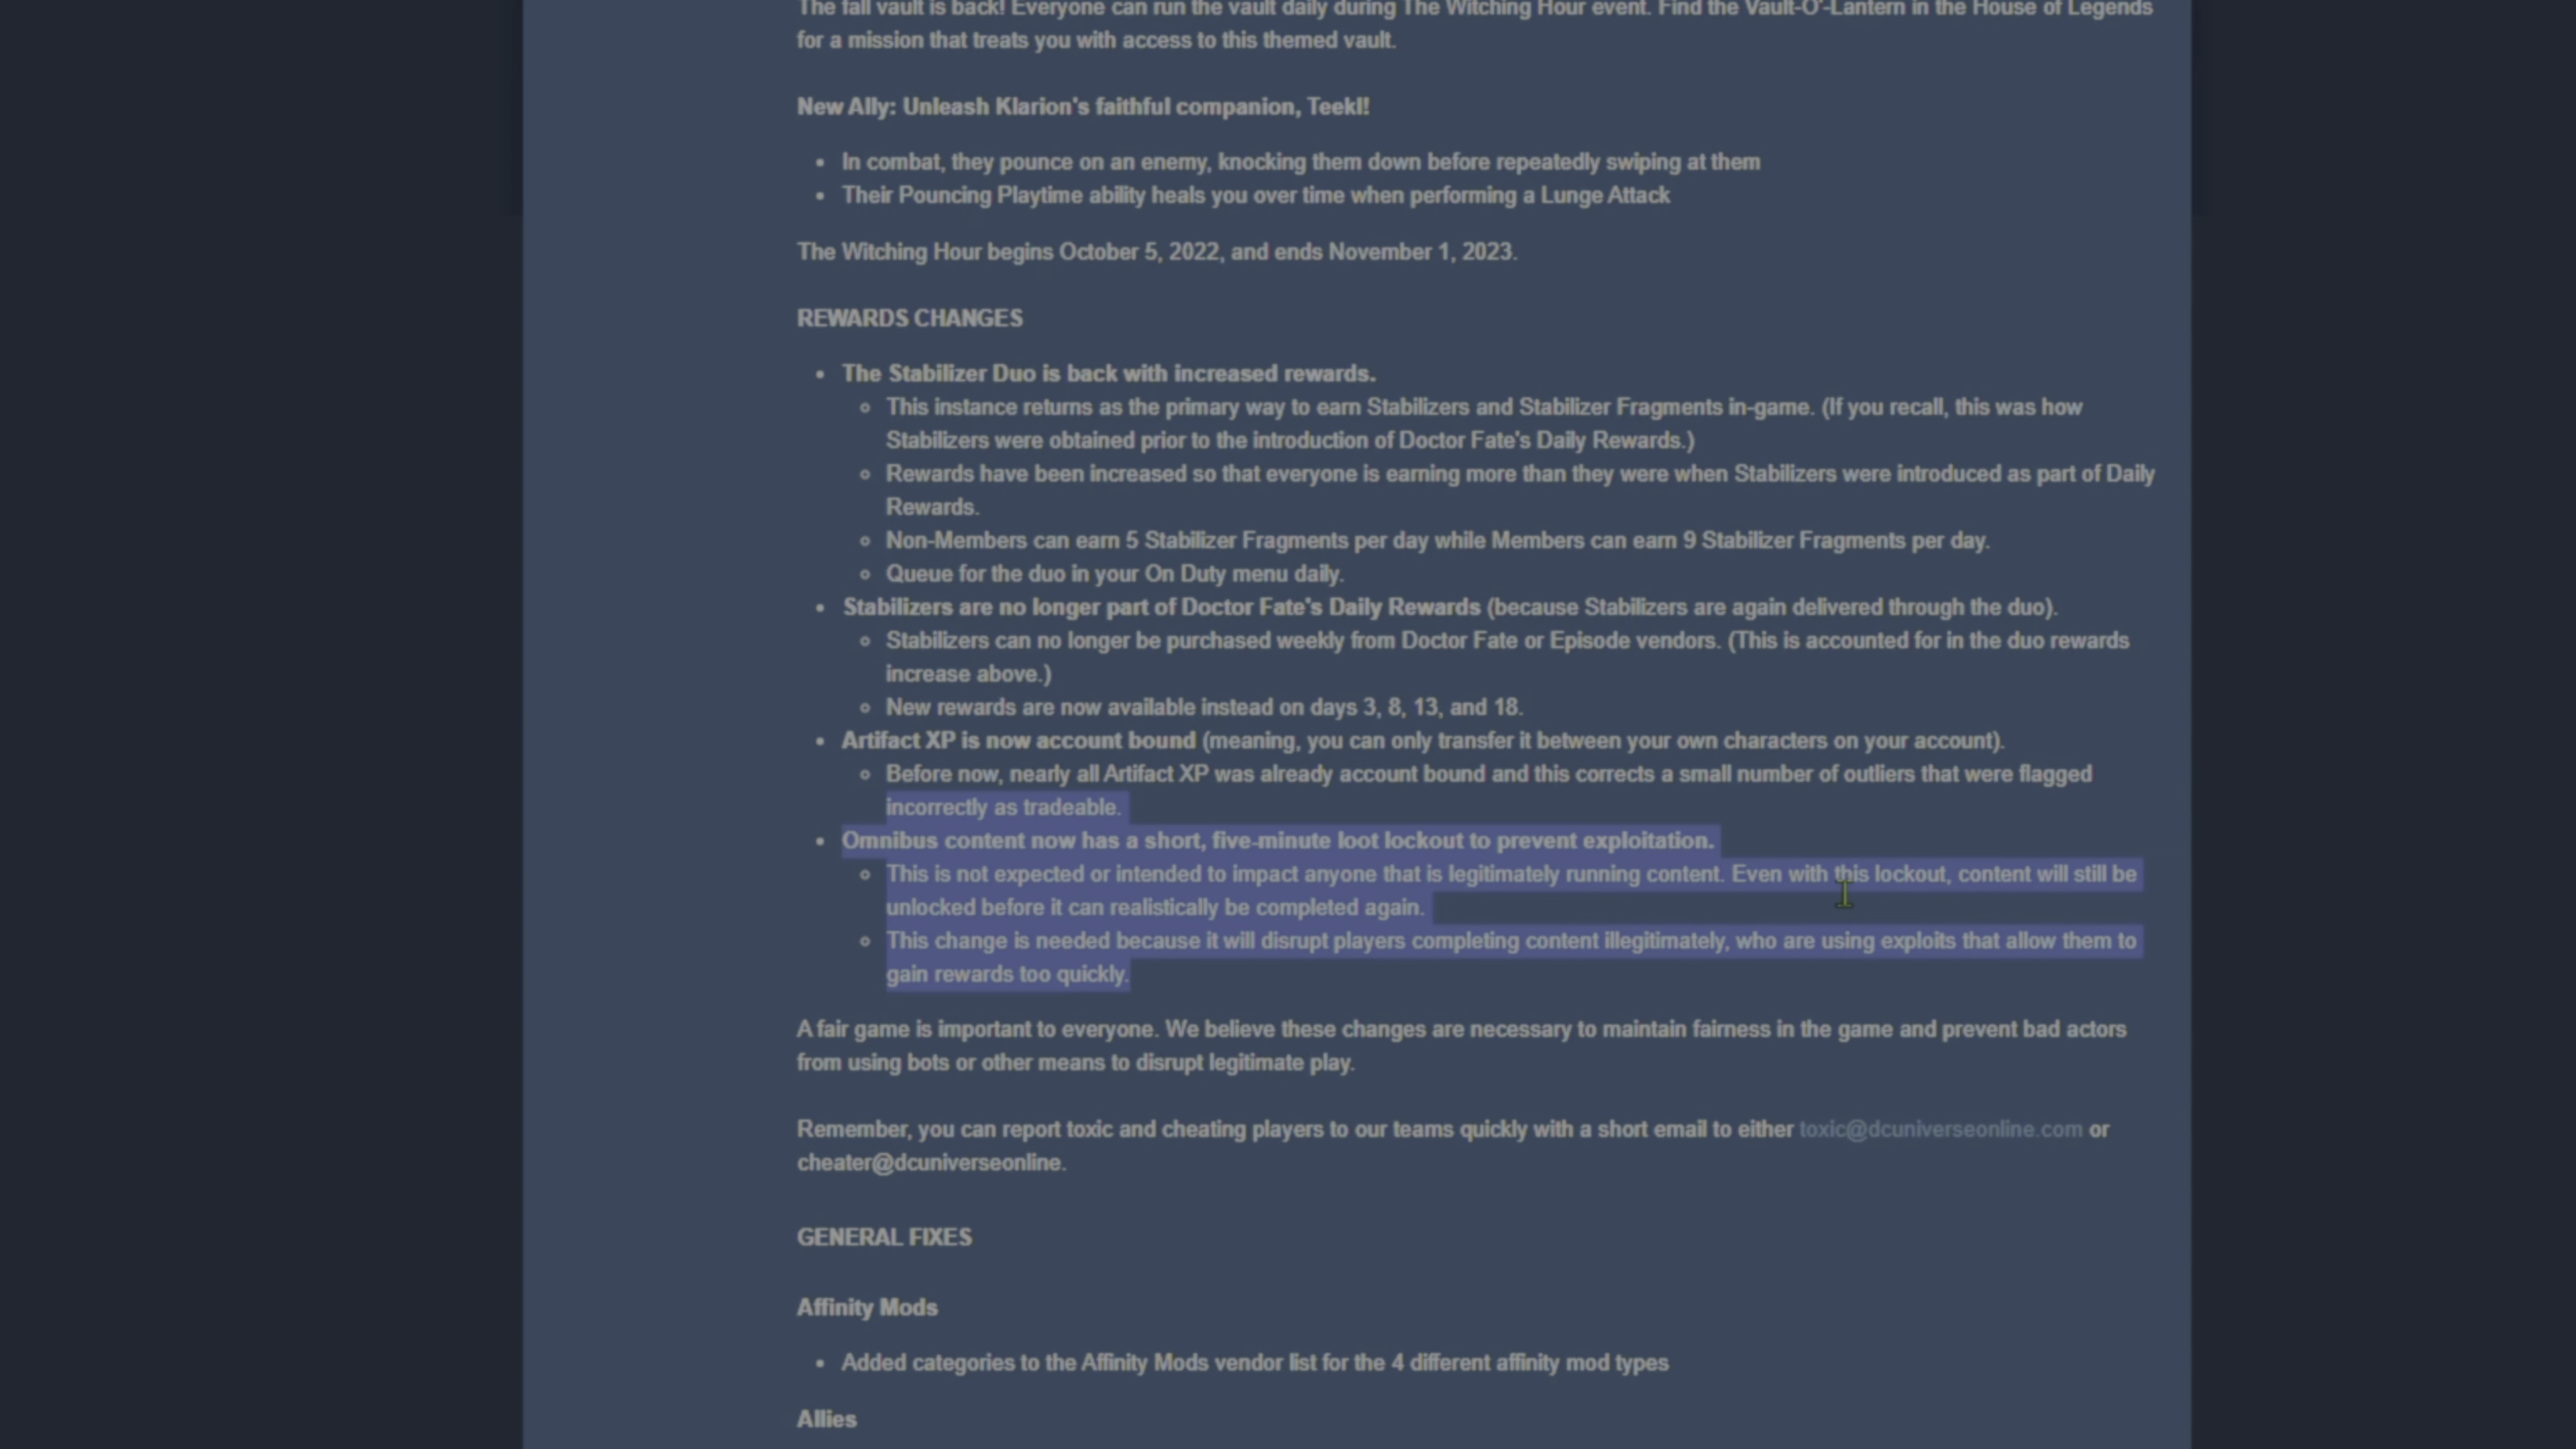 The fall vault is back! Everyone can run the vault daily during The Witching Hour event. Find the Vault-O'-Lantern in the House of Legends
for a mission that treats you with access to this themed vault.
New Ally: Unleash Klarion's faithful companion, Teekl!
• In combat, they pounce on an enemy, knocking them down before repeatedly swiping at them
• Their Pouncing Playtime ability heals you over time when performing a Lunge Attack
The Witching Hour begins October 5, 2022, and ends November 1, 2023.
REWARDS CHANGES
• The Stabilizer Duo is back with increased rewards.
◦ This instance returns as the primary way to earn Stabilizers and Stabilizer Fragments in-game. (If you recall, this was how
Stabilizers were obtained prior to the introduction of Doctor Fate's Daily Rewards.)
◦ Rewards have been increased so that everyone is earning more than they were when Stabilizers were introduced as part of Daily
Rewards.
◦ Non-Members can earn 5 Stabilizer Fragments per day while Members can earn 9 Stabilizer Fragments per day.
◦ Queue for the duo in your On Duty menu daily.
• Stabilizers are no longer part of Doctor Fate's Daily Rewards (because Stabilizers are again delivered through the duo).
◦ Stabilizers can no longer be purchased weekly from Doctor Fate or Episode vendors. (This is accounted for in the duo rewards
increase above.)
◦ New rewards are now available instead on days 3, 8, 13, and 18.
• Artifact XP is now account bound (meaning, you can only transfer it between your own characters on your account).
◦ Before now, nearly all Artifact XP was already account bound and this corrects a small number of outliers that were flagged
incorrectly as tradeable.
• Omnibus content now has a short, five-minute loot lockout to prevent exploitation.
◦ This is not expected or intended to impact anyone that is legitimately running content. Even with this lockout, content will still be
unlocked before it can realistically be completed again.
◦ This change is needed because it will disrupt players completing content illegitimately, who are using exploits that allow them to
gain rewards too quickly.
A fair game is important to everyone. We believe these changes are necessary to maintain fairness in the game and prevent bad actors
from using bots or other means to disrupt legitimate play.
Remember, you can report toxic and cheating players to our teams quickly with a short email to either toxic@dcuniverseonline.com or
cheater@dcuniverseonline.
GENERAL FIXES
Affinity Mods
• Added categories to the Affinity Mods vendor list for the 4 different affinity mod types
Allies